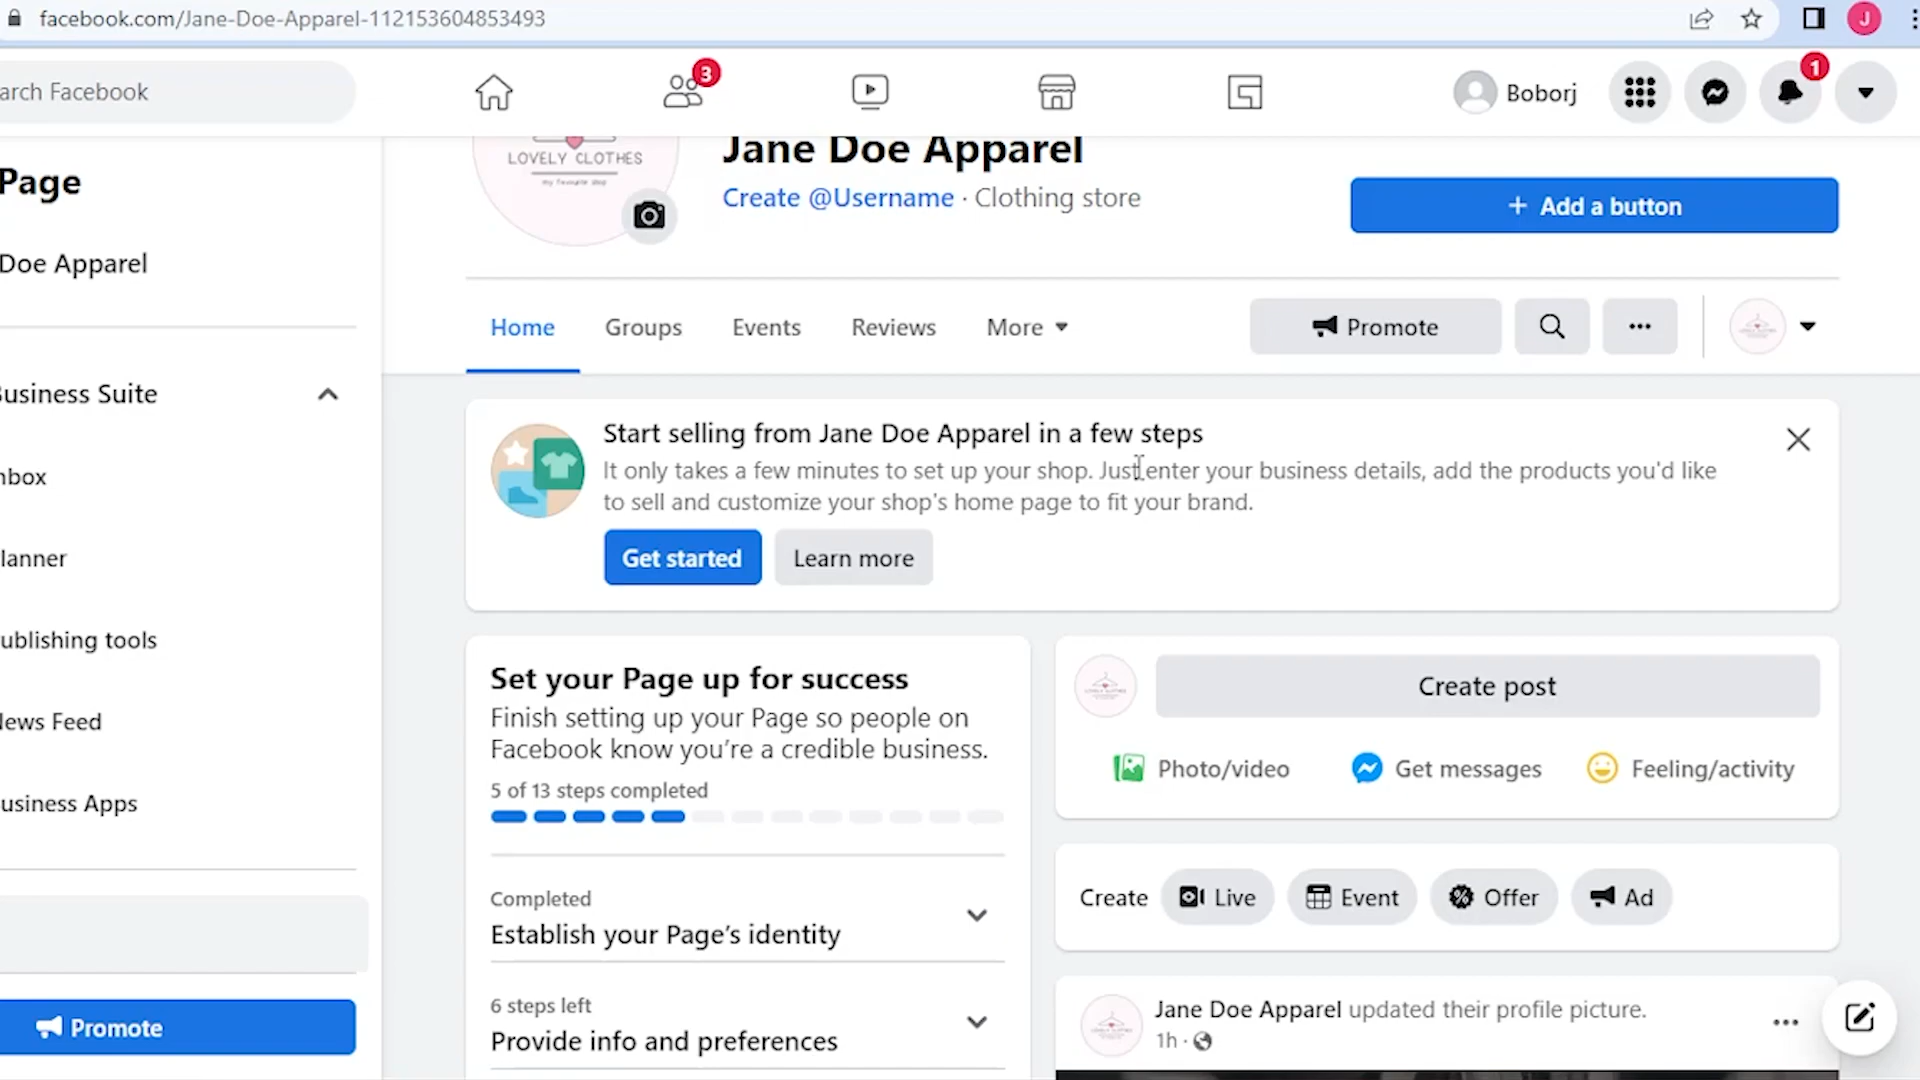 facebook.com/Jane-Doe-Apparel-112153604853493
J
arch Facebook
3
Boborj
1
LOVELY CLOTHES
my favourite shop
Jane Doe Apparel
Create @Username · Clothing store
+ Add a button
Page
Doe Apparel
Home
Groups
Events
Reviews
More
Promote
usiness Suite
nbox
lanner
ublishing tools
News Feed
usiness Apps
Promote
Start selling from Jane Doe Apparel in a few steps
It only takes a few minutes to set up your shop. Just enter your business details, add the products you'd like
to sell and customize your shop's home page to fit your brand.
Get started
Learn more
Set your Page up for success
Finish setting up your Page so people on
Facebook know you're a credible business.
5 of 13 steps completed
Completed
Establish your Page's identity
6 steps left
Provide info and preferences
Create post
Photo/video
Get messages
Feeling/activity
Create
Live
Event
Offer
Ad
Jane Doe Apparel updated their profile picture.
1h ·